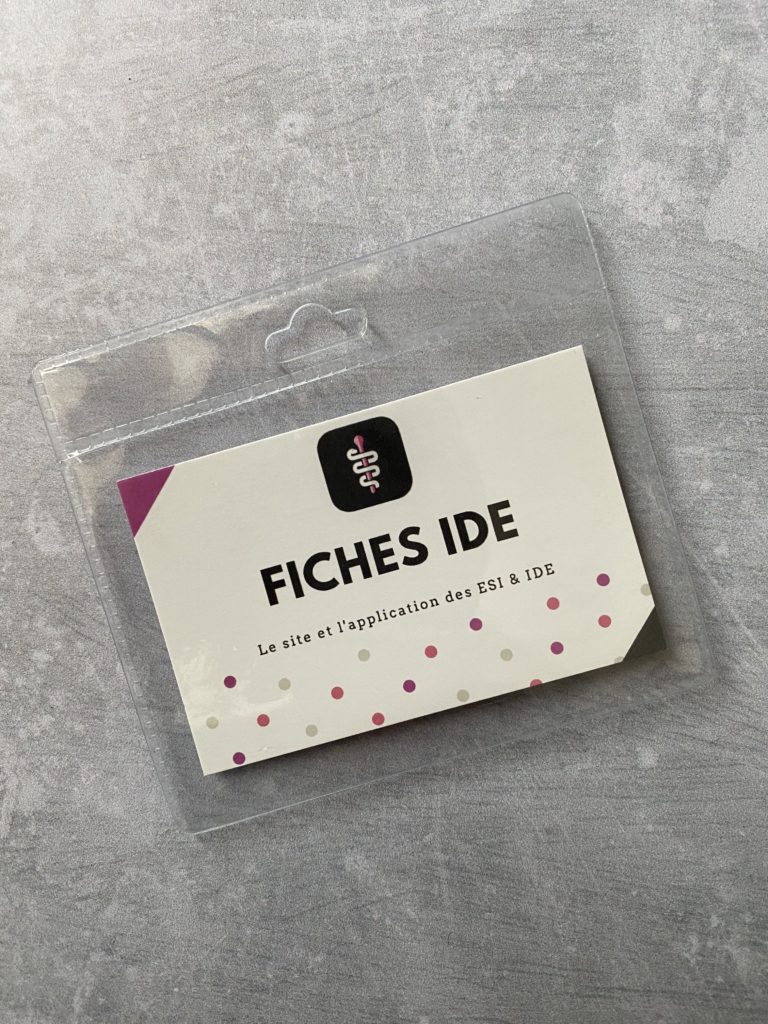 FICHES IDE
Le site et l'application des ESI & IDE